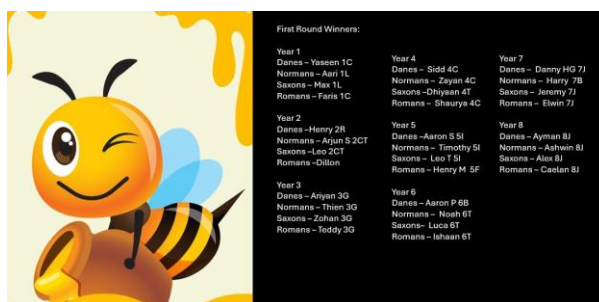 First Round Winners:
Year 1
Danes – Yaseen 1C
Normans – Aari 1L
Saxons – Max 1L
Romans – Faris 1C
Year 2
Danes –Henry 2R
Normans – Arjun S 2CT
Saxons –Leo 2CT
Romans –Dillon
Year 3
Danes – Ariyan 3G
Normans – Thien 3G
Saxons – Zohan 3G
Romans – Teddy 3G
Year 4
Danes – Sidd 4C
Normans – Zayan 4C
Saxons –Dhiyaan 4T
Romans – Shaurya 4C
Year 5
Danes –Aaron S 5I
Normans – Timothy 5I
Saxons – Leo T 5I
Romans – Henry M 5F
Year 6
Danes – Aaron P 6B
Normans – Noah 6T
Saxons– Luca 6T
Romans – Ishaan 6T
Year 7
Danes – Danny HG 7J
Normans – Harry 7B
Saxons – Jeremy 7J
Romans – Elwin 7J
Year 8
Danes – Ayman 8J
Normans – Ashwin 8J
Saxons – Alex 8J
Romans – Caelan 8J